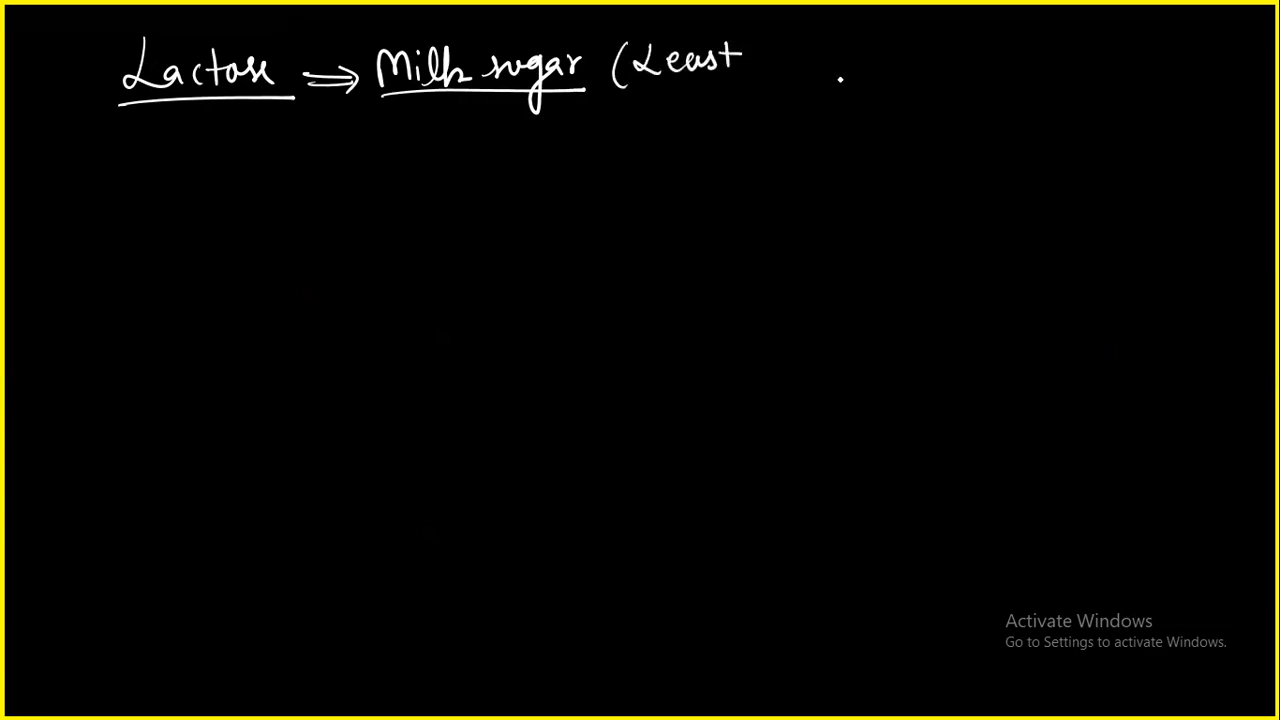 Lactose ⇒ Milk sugar (Least
Activate Windows
Go to Settings to activate Windows.